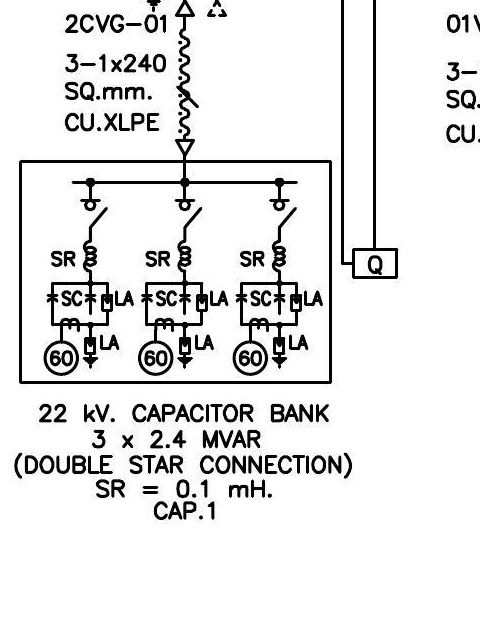 2CVG-01
01V
3-1x240
3-
SQ.mm.
SQ.
CU.XLPE
CU.
SR SR SR Q
SC LA SC LA SC LA
LA LA LA
60 60 60
22 kV. CAPACITOR BANK
3 x 2.4 MVAR
(DOUBLE STAR CONNECTION)
SR = 0.1 mH.
CAP.1